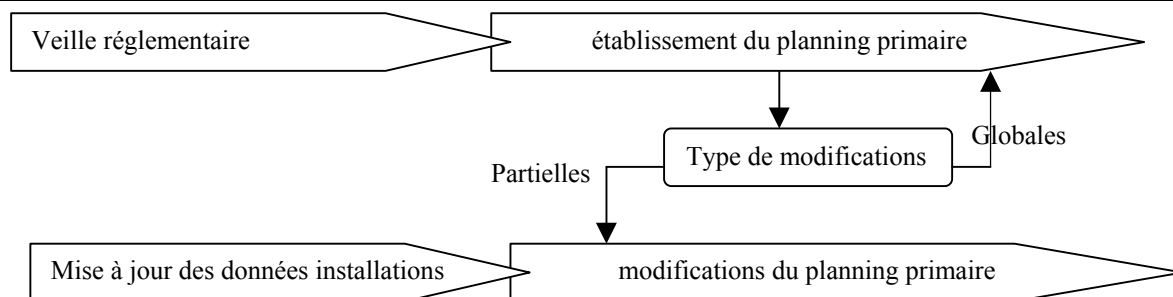 Veille réglementaire
établissement du planning primaire
Globales
Type de modifications
Partielles
Mise à jour des données installations
modifications du planning primaire